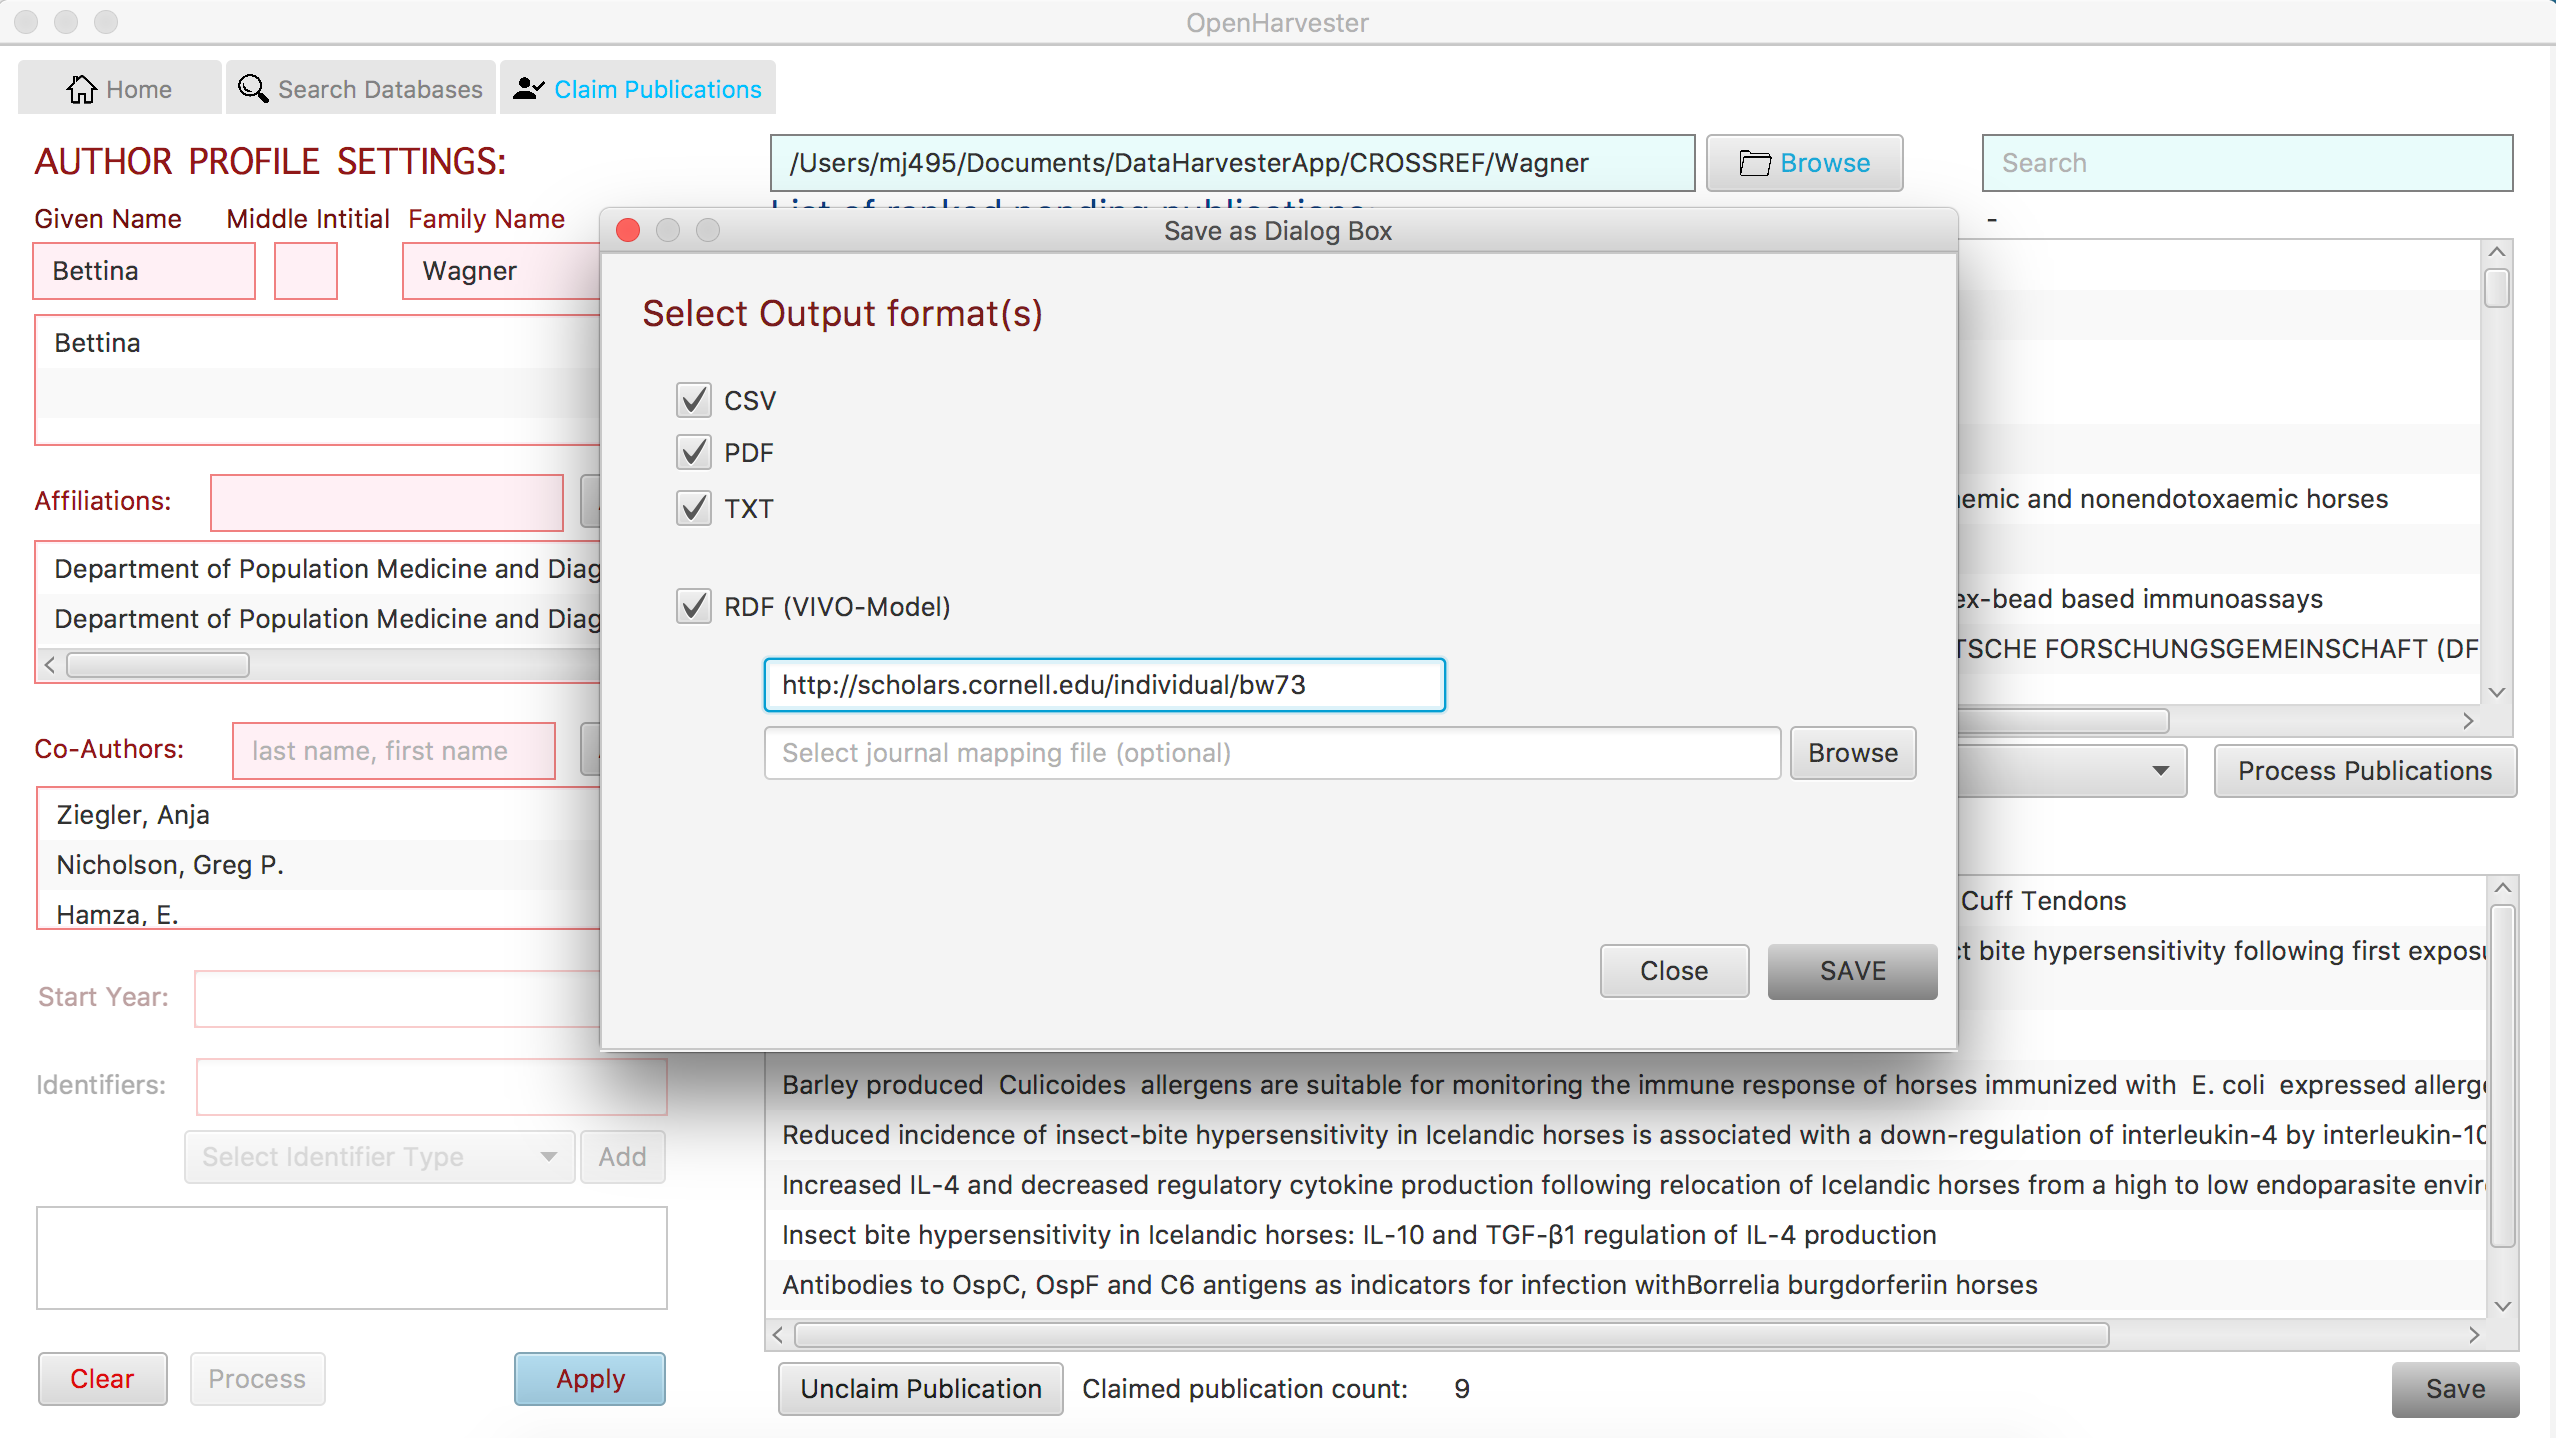 OpenHarvester
Home
Search Databases
Claim Publications
AUTHOR PROFILE SETTINGS:
/Users/mj495/Documents/DataHarvesterApp/CROSSREF/Wagner
Browse
Search
Given Name
Middle Intitial
Family Name
List of ranked pending publications:
-
Bettina
Wagner
Bettina
Affiliations:
Department of Population Medicine and Diag
Department of Population Medicine and Diag
Co-Authors:
last name, first name
Ziegler, Anja
Nicholson, Greg P.
Hamza, E.
Start Year:
Identifiers:
Select Identifier Type
Add
Clear
Process
Apply
Save as Dialog Box
Select Output format(s)
CSV
PDF
TXT
RDF (VIVO-Model)
http://scholars.cornell.edu/individual/bw73
Select journal mapping file (optional)
Browse
Close
SAVE
emic and nonendotoxaemic horses
ex-bead based immunoassays
TSCHE FORSCHUNGSGEMEINSCHAFT (DF
Process Publications
Cuff Tendons
ct bite hypersensitivity following first exposu
Barley produced Culicoides allergens are suitable for monitoring the immune response of horses immunized with E. coli expressed allerge
Reduced incidence of insect-bite hypersensitivity in Icelandic horses is associated with a down-regulation of interleukin-4 by interleukin-10
Increased IL-4 and decreased regulatory cytokine production following relocation of Icelandic horses from a high to low endoparasite envir
Insect bite hypersensitivity in Icelandic horses: IL-10 and TGF-β1 regulation of IL-4 production
Antibodies to OspC, OspF and C6 antigens as indicators for infection withBorrelia burgdorferiin horses
Unclaim Publication
Claimed publication count:
9
Save